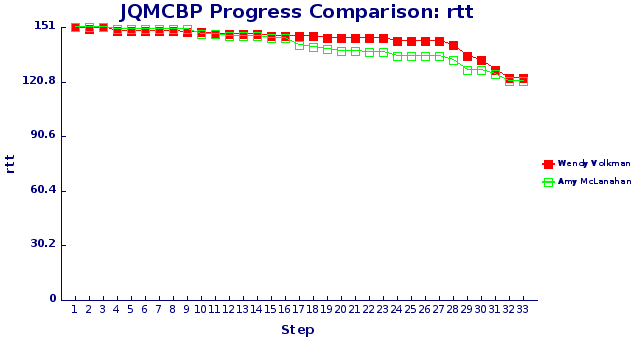 JQMCBP Progress Comparison: rtt
151
120.8
90.6
60.4
30.2
0
rtt
1 2 3 4 5 6 7 8 9 10 11 12 13 14 15 16 17 18 19 20 21 22 23 24 25 26 27 28 29 30 31 32 33
Step
Wendy Volkman
Amy McLanahan